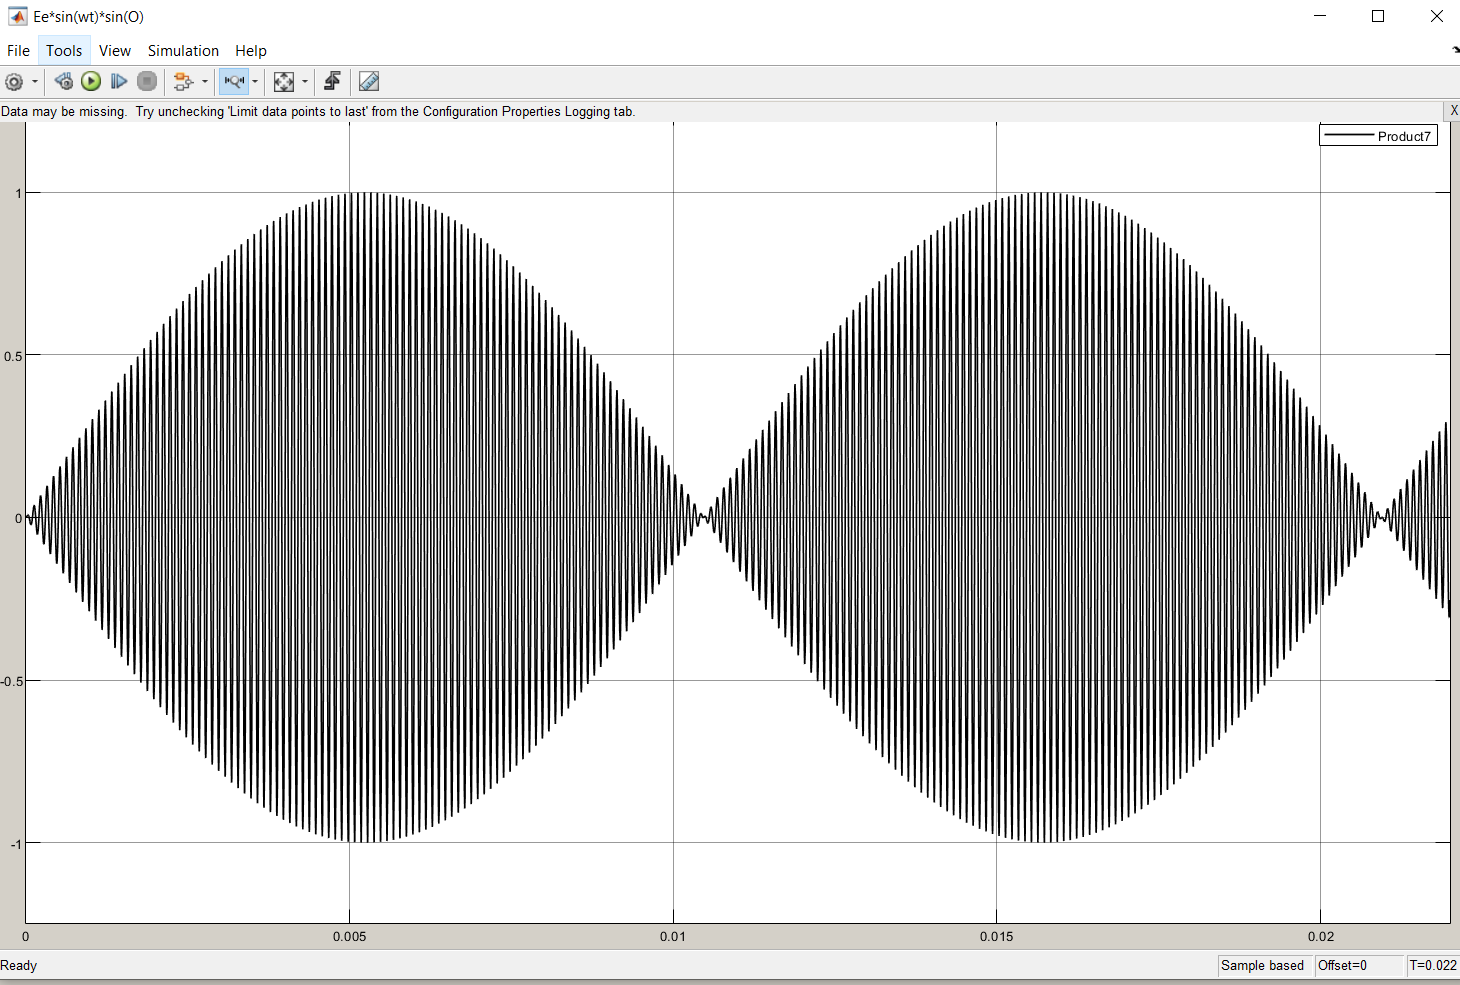 Ee*sin(wt)*sin(O)
File Tools View Simulation Help
Data may be missing.  Try unchecking 'Limit data points to last' from the Configuration Properties Logging tab. X
Product7
1
0.5
0
-0.5
-1
0 0.005 0.01 0.015 0.02
Ready Sample based Offset=0 T=0.022